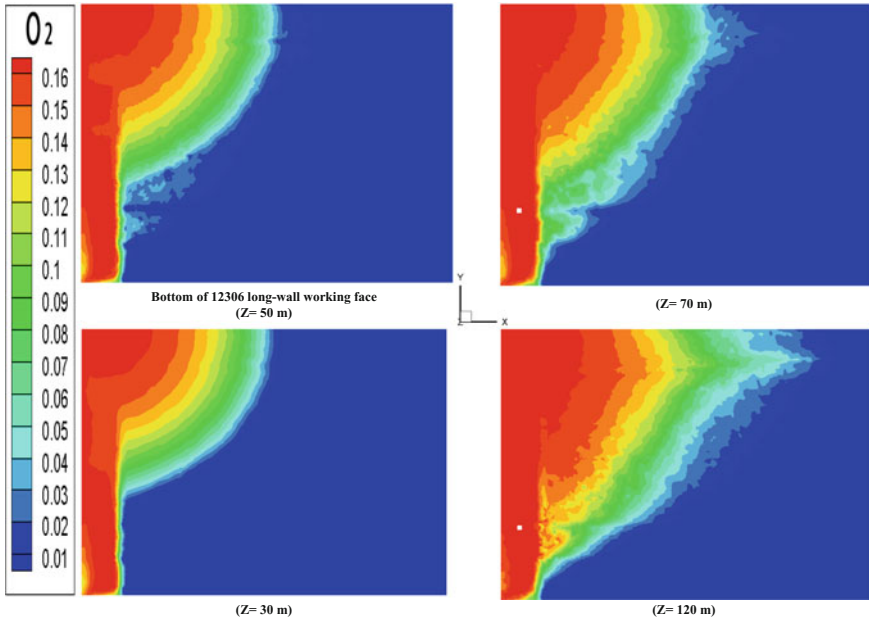 O2
0.16
0.15
0.14
0.13
0.12
0.11
0.1
0.09
0.08
0.07
0.06
0.05
0.04
0.03
0.02
0.01
Bottom of 12306 long-wall working face
(Z= 50 m)
(Z= 70 m)
Y
Z
X
(Z= 30 m)
(Z= 120 m)